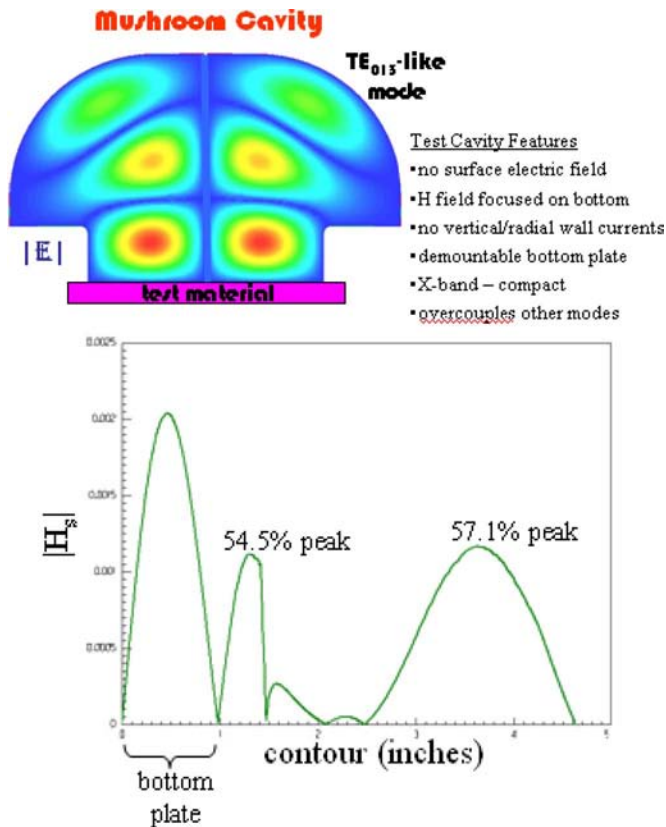 Mushroom Cavity
TE₀₁₃-like
mode
Test Cavity Features
▪no surface electric field
▪H field focused on bottom
▪no vertical/radial wall currents
▪demountable bottom plate
▪X-band – compact
▪overcouples other modes
|E|
test material
0.0025
0.002
0.0015
0.001
0.0005
0
|Hₛ|
54.5% peak
57.1% peak
0 1 2 3 4 5
contour (inches)
bottom
plate